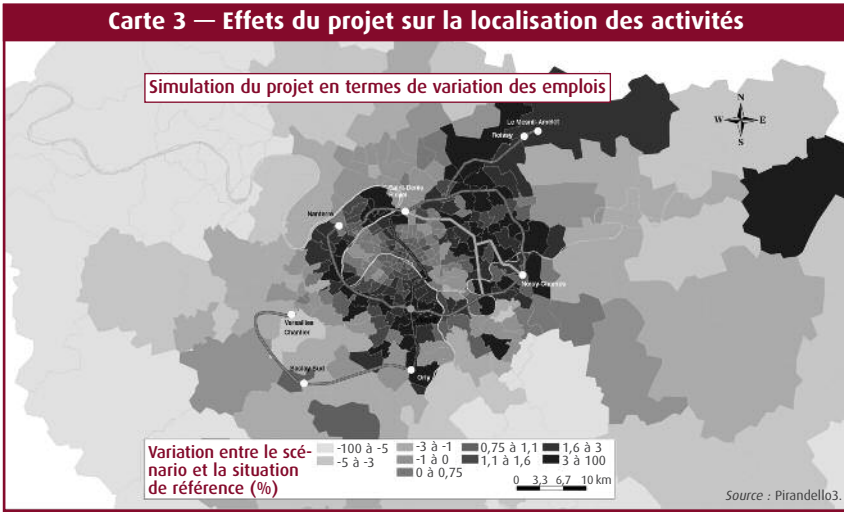 Carte 3 — Effets du projet sur la localisation des activités
Simulation du projet en termes de variation des emplois
N
W E
S
Le Mesnil-Amelot
Roissy
Saint-Denis
Pleyel
Nanterre
Noisy-Champs
Versailles
Chantier
Saclay Sud
Orly
Variation entre le scé-
nario et la situation
de référence (%)
-100 à -5
-5 à -3
-3 à -1
-1 à 0
0 à 0,75
0,75 à 1,1
1,1 à 1,6
1,6 à 3
3 à 100
0 3,3 6,7 10 km
Source : Pirandello3.